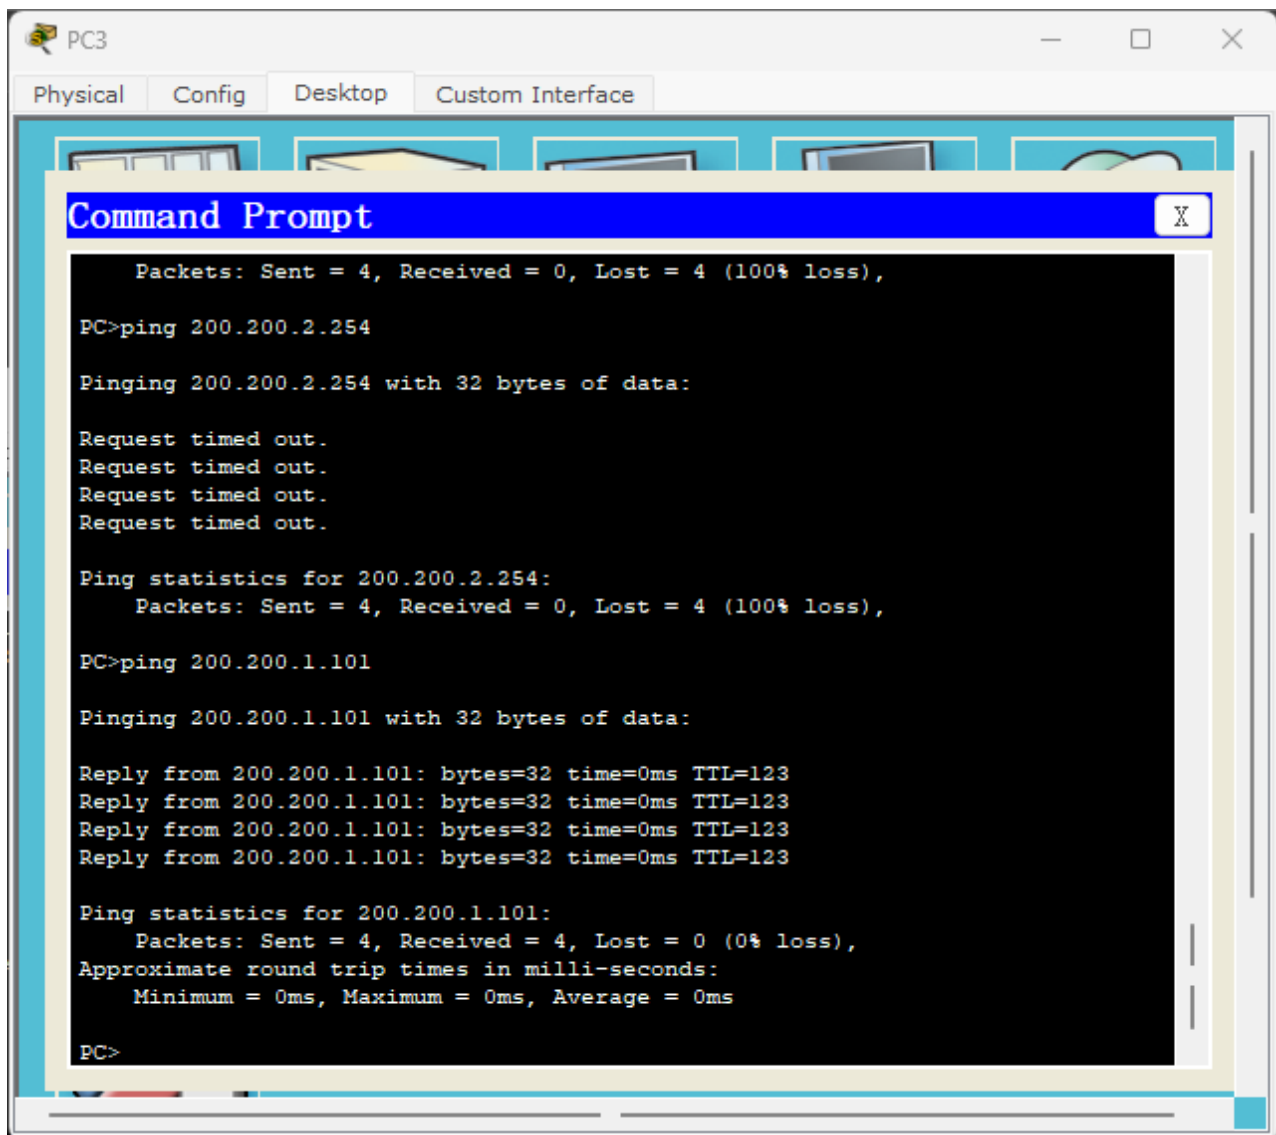 PC3
Physical Config Desktop Custom Interface
Command Prompt X
Packets: Sent = 4, Received = 0, Lost = 4 (100% loss),
PC>ping 200.200.2.254
Pinging 200.200.2.254 with 32 bytes of data:
Request timed out.
Request timed out.
Request timed out.
Request timed out.
Ping statistics for 200.200.2.254:
Packets: Sent = 4, Received = 0, Lost = 4 (100% loss),
PC>ping 200.200.1.101
Pinging 200.200.1.101 with 32 bytes of data:
Reply from 200.200.1.101: bytes=32 time=0ms TTL=123
Reply from 200.200.1.101: bytes=32 time=0ms TTL=123
Reply from 200.200.1.101: bytes=32 time=0ms TTL=123
Reply from 200.200.1.101: bytes=32 time=0ms TTL=123
Ping statistics for 200.200.1.101:
Packets: Sent = 4, Received = 4, Lost = 0 (0% loss),
Approximate round trip times in milli-seconds:
Minimum = 0ms, Maximum = 0ms, Average = 0ms
PC>